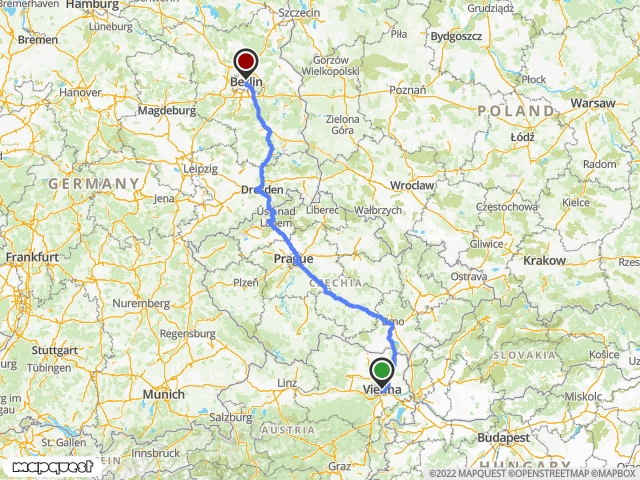 Hamburg
Szczecin
Grudziądz
Bremerhaven
Lüneburg
Bremen
Piła
Bydgoszcz
Gorzów
Wielkopolski
Berlin
Płock
Hanover
Poznań
Warsaw
Magdeburg
POLAND
Zielona
Góra
Łódź
Leipzig
Radom
GERMANY
Dresden
Wroclaw
Jena
Częstochowa
Kielce
Ústí nad
Labem
Liberec
Wałbrzych
Gliwice
Frankfurt
Prague
Krakow
Rzes
Plzeň
CZECHIA
Ostrava
Nuremberg
Brno
Regensburg
Stuttgart
SLOVAKIA
Košice
Tübingen
Linz
Vienna
Munich
Miskolc
Salzburg
AUSTRIA
St. Gallen
Innsbruck
Budapest
Graz
HUNGARY
mapquest
©2022 MAPQUEST ©OPENSTREETMAP ©MAPBOX